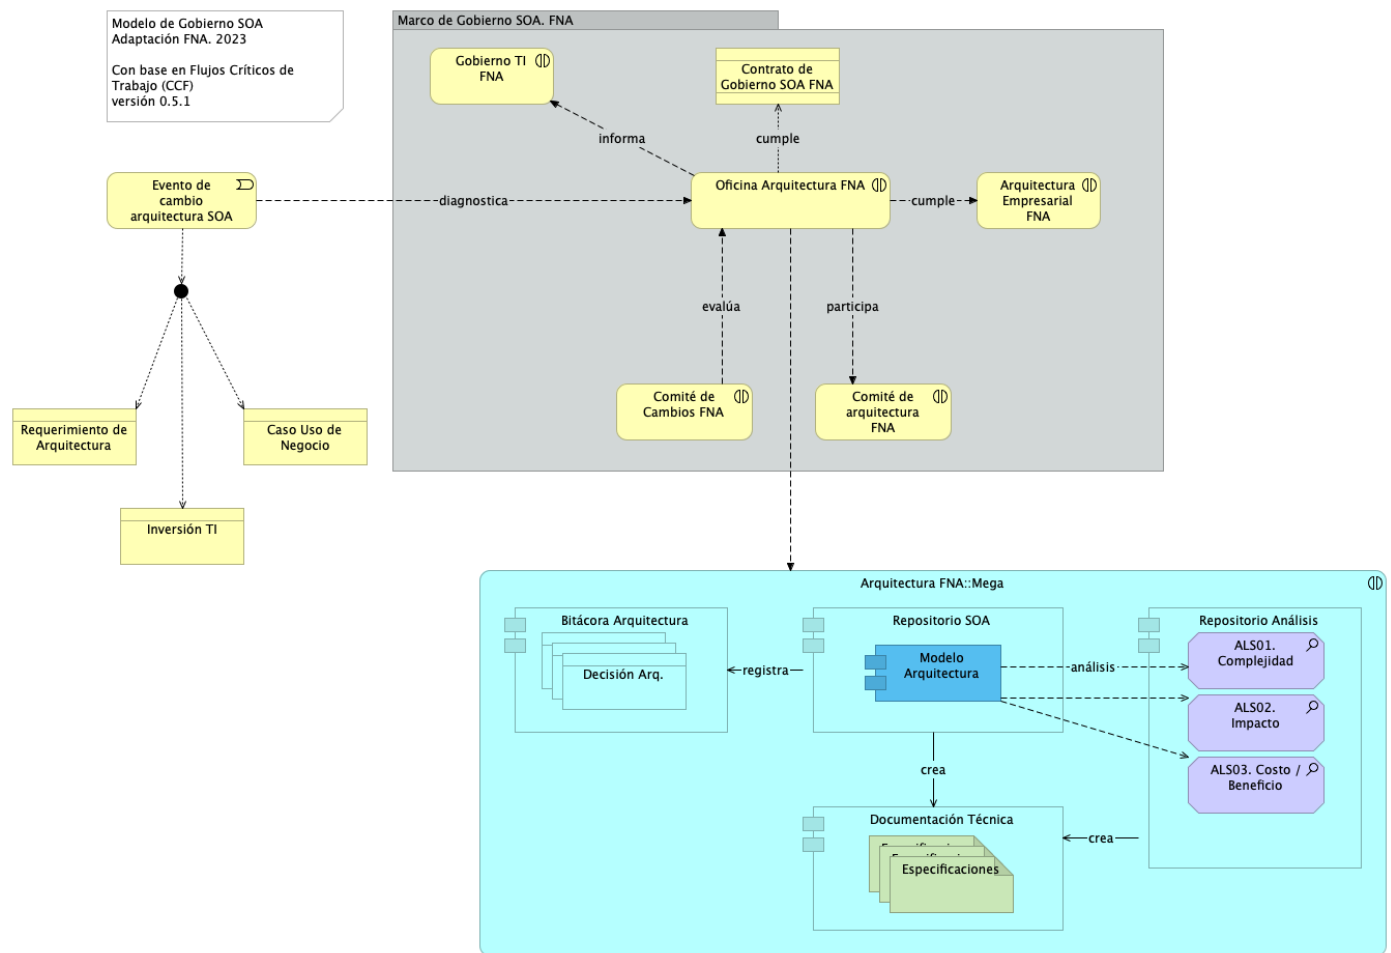 Modelo de Gobierno SOA
Adaptación FNA. 2023
Con base en Flujos Críticos de
Trabajo (CCF)
versión 0.5.1
Marco de Gobierno SOA. FNA
Gobierno TI
FNA
Contrato de
Gobierno SOA FNA
informa
cumple
Evento de
cambio
arquitectura SOA
diagnostica
Oficina Arquitectura FNA
cumple
Arquitectura
Empresarial
FNA
evalúa
participa
Comité de
Cambios FNA
Comité de
arquitectura
FNA
Requerimiento de
Arquitectura
Caso Uso de
Negocio
Inversión TI
Arquitectura FNA::Mega
Bitácora Arquitectura
Decisión Arq.
registra
Repositorio SOA
Modelo
Arquitectura
análisis
Repositorio Análisis
ALS01.
Complejidad
ALS02.
Impacto
ALS03. Costo /
Beneficio
crea
Documentación Técnica
Especificaciones
crea